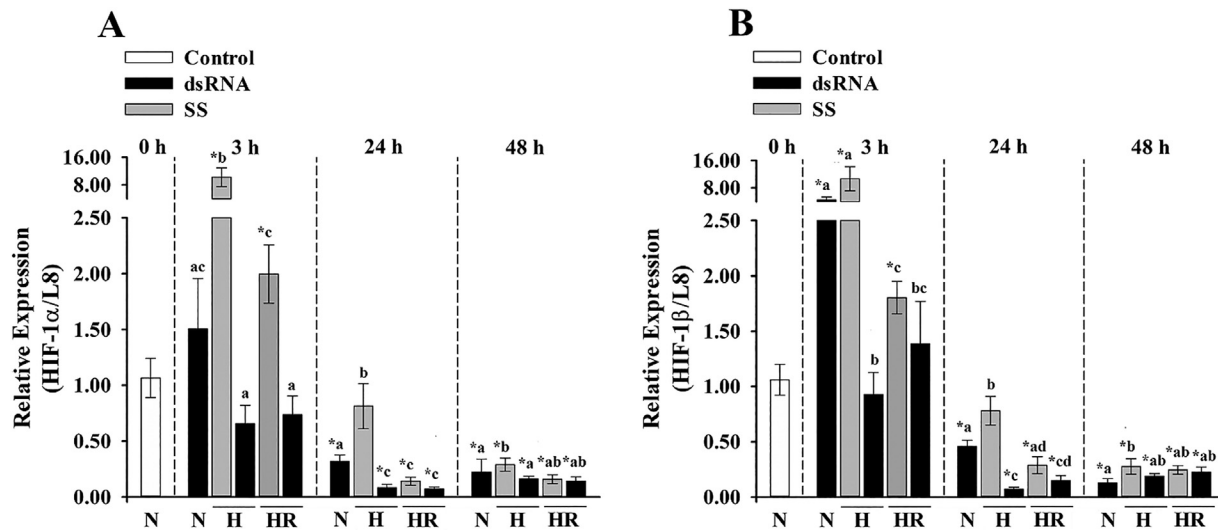 A
Control
dsRNA
SS
0 h 3 h 24 h 48 h
16.00
8.00
2.50
2.00
1.50
1.00
0.50
0.00
Relative Expression
(HIF-1α/L8)
ac *b a *c a
*a b *c *c *c
*a *b *a *ab *ab
N N H HR N H HR N H HR
B
Control
dsRNA
SS
0 h 3 h 24 h 48 h
16.00
8.00
2.50
2.00
1.50
1.00
0.50
0.00
Relative Expression
(HIF-1β/L8)
*a *a b *c bc
*a b *c *ad *cd
*a *b *ab *ab *ab
N N H HR N H HR N H HR